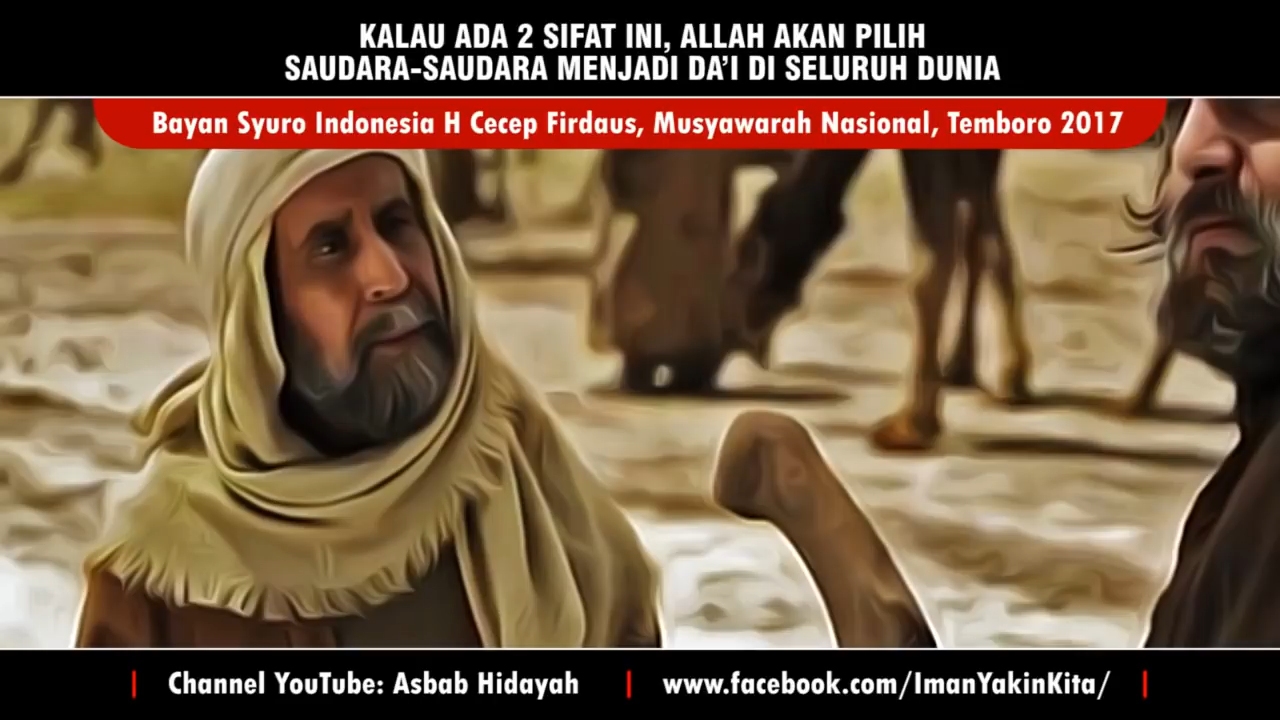 KALAU ADA 2 SIFAT INI, ALLAH AKAN PILIH
SAUDARA-SAUDARA MENJADI DA'I DI SELURUH DUNIA
Bayan Syuro Indonesia H Cecep Firdaus, Musyawarah Nasional, Temboro 2017
| Channel YouTube: Asbab Hidayah | www.facebook.com/ImanYakinKita/ |